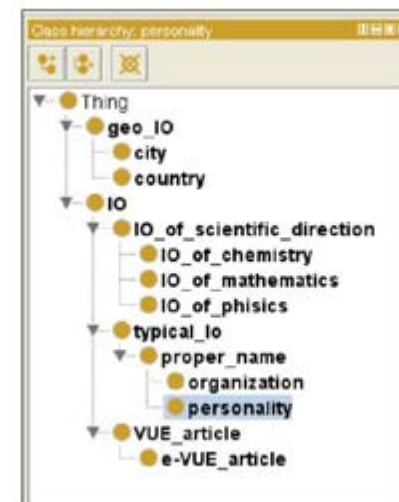 Class hierarchy: personality
Thing
geo_IO
city
country
IO
IO_of_scientific_direction
IO_of_chemistry
IO_of_mathematics
IO_of_phisics
typical_Io
proper_name
organization
personality
VUE_article
e-VUE_article